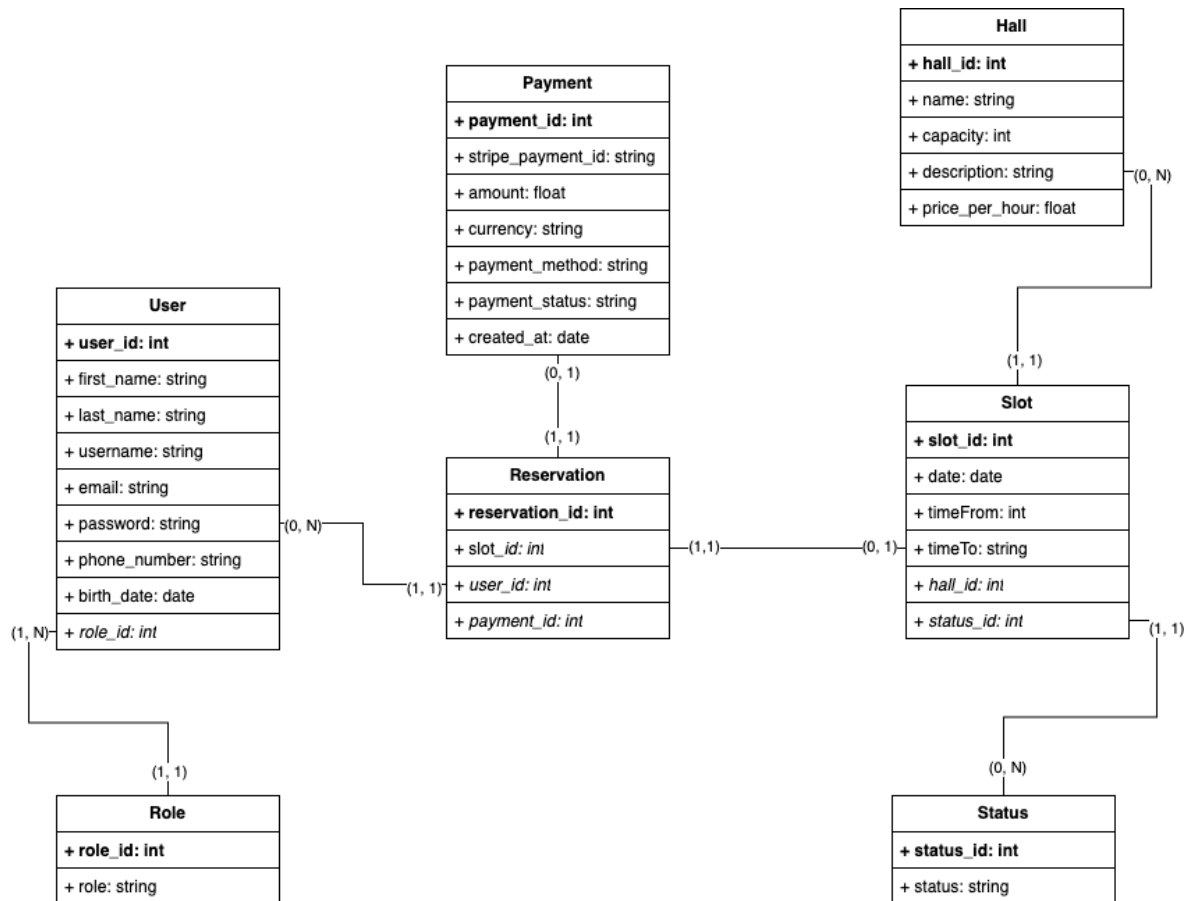 Hall
+ hall_id: int
+ name: string
+ capacity: int
+ description: string
+ price_per_hour: float
(0, N)
Payment
+ payment_id: int
+ stripe_payment_id: string
+ amount: float
+ currency: string
+ payment_method: string
+ payment_status: string
+ created_at: date
(0, 1)
(1, 1)
User
+ user_id: int
+ first_name: string
+ last_name: string
+ username: string
+ email: string
+ password: string
+ phone_number: string
+ birth_date: date
+ role_id: int
(0, N)
(1, 1)
(1, N)
(1, 1)
Reservation
+ reservation_id: int
+ slot_id: int
+ user_id: int
+ payment_id: int
(1,1)
(0, 1)
(1, 1)
Slot
+ slot_id: int
+ date: date
+ timeFrom: int
+ timeTo: string
+ hall_id: int
+ status_id: int
(1, 1)
(0, N)
Role
+ role_id: int
+ role: string
Status
+ status_id: int
+ status: string